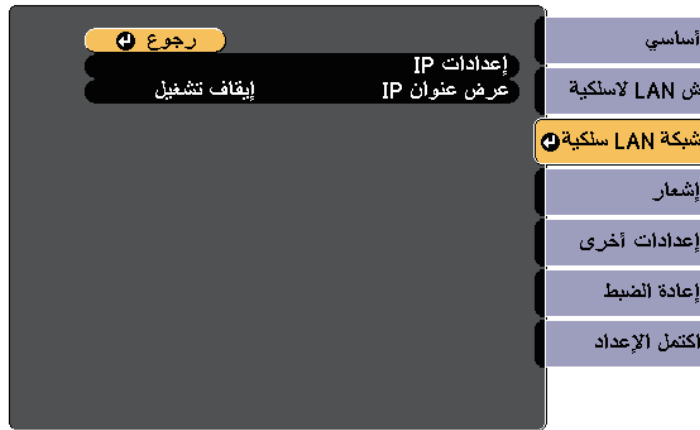 أساسي
ش LAN لاسلكية
شبكة LAN سلكية
إشعار
إعدادات أخرى
إعادة الضبط
اكتمل الإعداد
رجوع
إعدادات IP
عرض عنوان IP إيقاف تشغيل